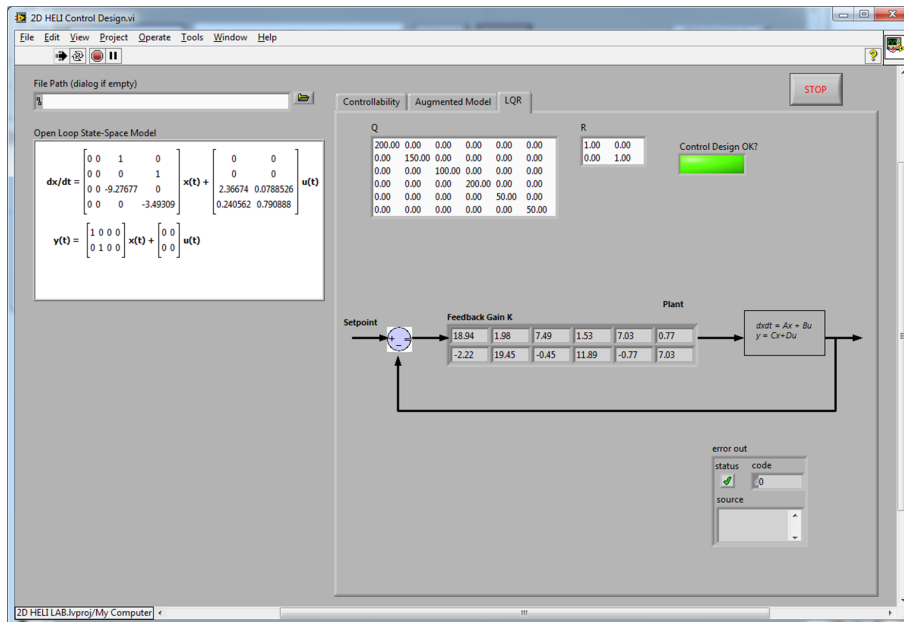 2D HELI Control Design.vi
File Edit View Project Operate Tools Window Help
File Path (dialog if empty)
STOP
Controllability Augmented Model LQR
Open Loop State-Space Model
dx/dt = [0 0 1 0; 0 0 0 1; 0 0 -9.27677 0; 0 0 0 -3.49309] x(t) + [0 0; 0 0; 2.36674 0.0788526; 0.240562 0.790888] u(t)
y(t) = [1 0 0 0; 0 1 0 0] x(t) + [0 0; 0 0] u(t)
Q
200.00 0.00 0.00 0.00 0.00 0.00
0.00 150.00 0.00 0.00 0.00 0.00
0.00 0.00 100.00 0.00 0.00 0.00
0.00 0.00 0.00 200.00 0.00 0.00
0.00 0.00 0.00 0.00 50.00 0.00
0.00 0.00 0.00 0.00 0.00 50.00
R
1.00 0.00
0.00 1.00
Control Design OK?
Plant
Setpoint
Feedback Gain K
18.94 1.98 7.49 1.53 7.03 0.77
-2.22 19.45 -0.45 11.89 -0.77 7.03
+ - =
dxdt = Ax + Bu
y = Cx+Du
error out
status code
0
source
2D HELI LAB.lvproj/My Computer